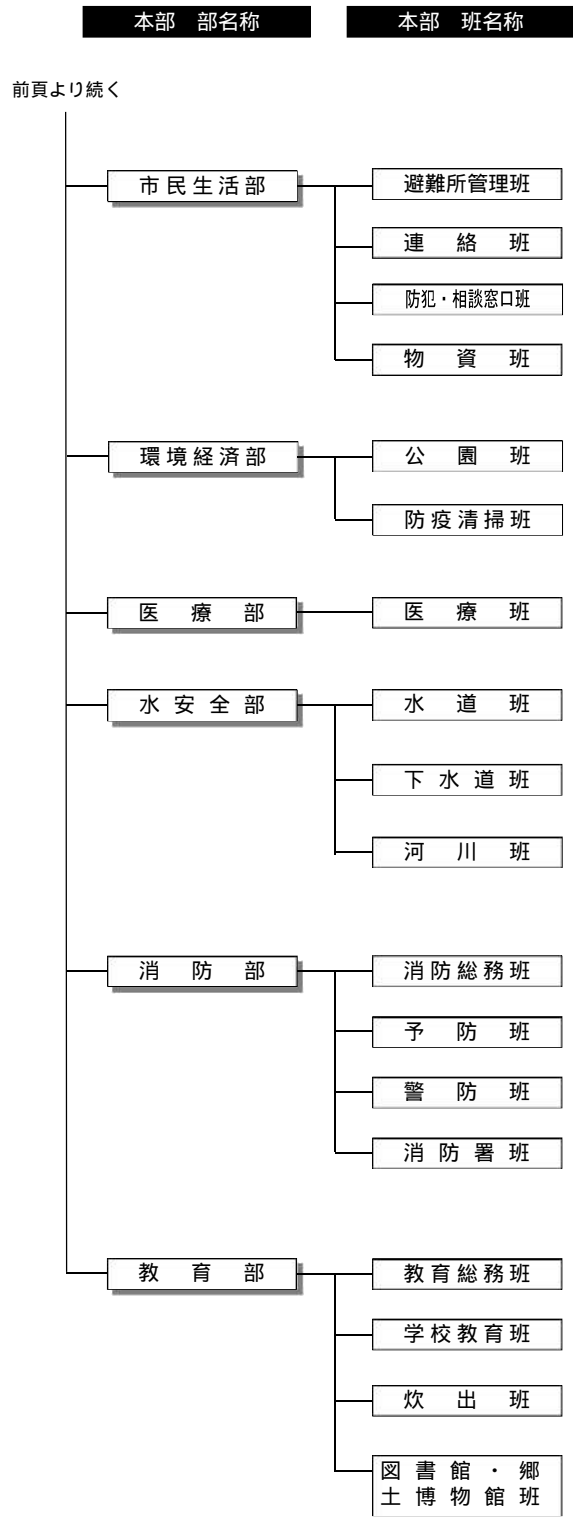 本部 部名称 本部 班名称
前頁より続く
市民生活部 避難所管理班
連絡班
防犯・相談窓口班
物資班
環境経済部 公園班
防疫清掃班
医療部 医療班
水安全部 水道班
下水道班
河川班
消防部 消防総務班
予防班
警防班
消防署班
教育部 教育総務班
学校教育班
炊出班
図書館・郷
土博物館班